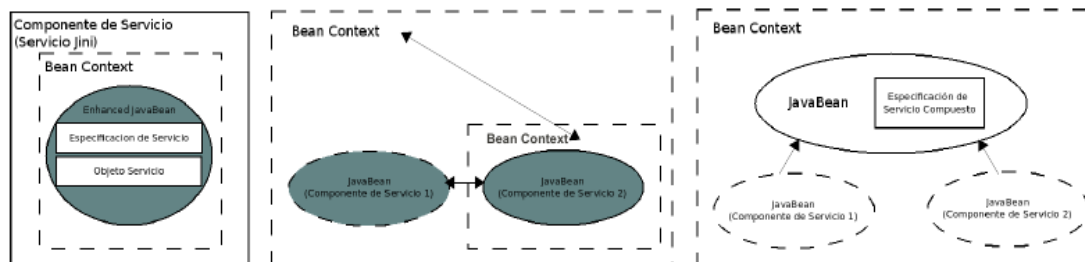 Componente de Servicio
(Servicio Jini)
Bean Context
Enhanced JavaBean
Especificacion de Servicio
Objeto Servicio
Bean Context
Bean Context
JavaBean
(Componente de Servicio 1)
JavaBean
(Componente de Servicio 2)
Bean Context
JavaBean
Especificación de
Servicio Compuesto
JavaBean
(Componente de Servicio 1)
JavaBean
(Componente de Servicio 2)